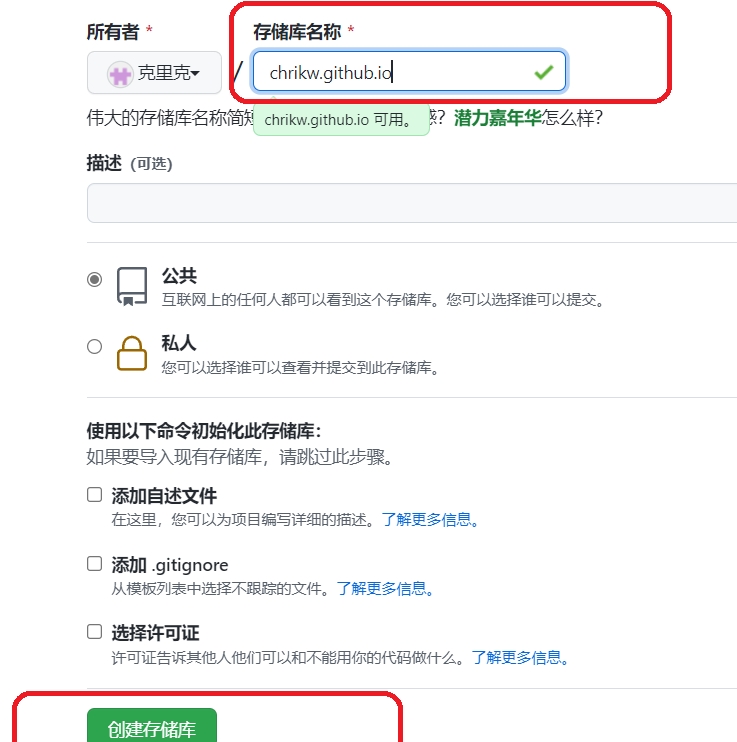 所有者 * 存储库名称 *
克里克 / chrikw.github.io
伟大的存储库名称简短 感? 潜力嘉年华怎么样?
chrikw.github.io 可用。
描述 (可选)
公共
互联网上的任何人都可以看到这个存储库。您可以选择谁可以提交。
私人
您可以选择谁可以查看并提交到此存储库。
使用以下命令初始化此存储库:
如果要导入现有存储库，请跳过此步骤。
添加自述文件
在这里，您可以为项目编写详细的描述。了解更多信息。
添加 .gitignore
从模板列表中选择不跟踪的文件。了解更多信息。
选择许可证
许可证告诉其他人他们可以和不能用你的代码做什么。了解更多信息。
创建存储库